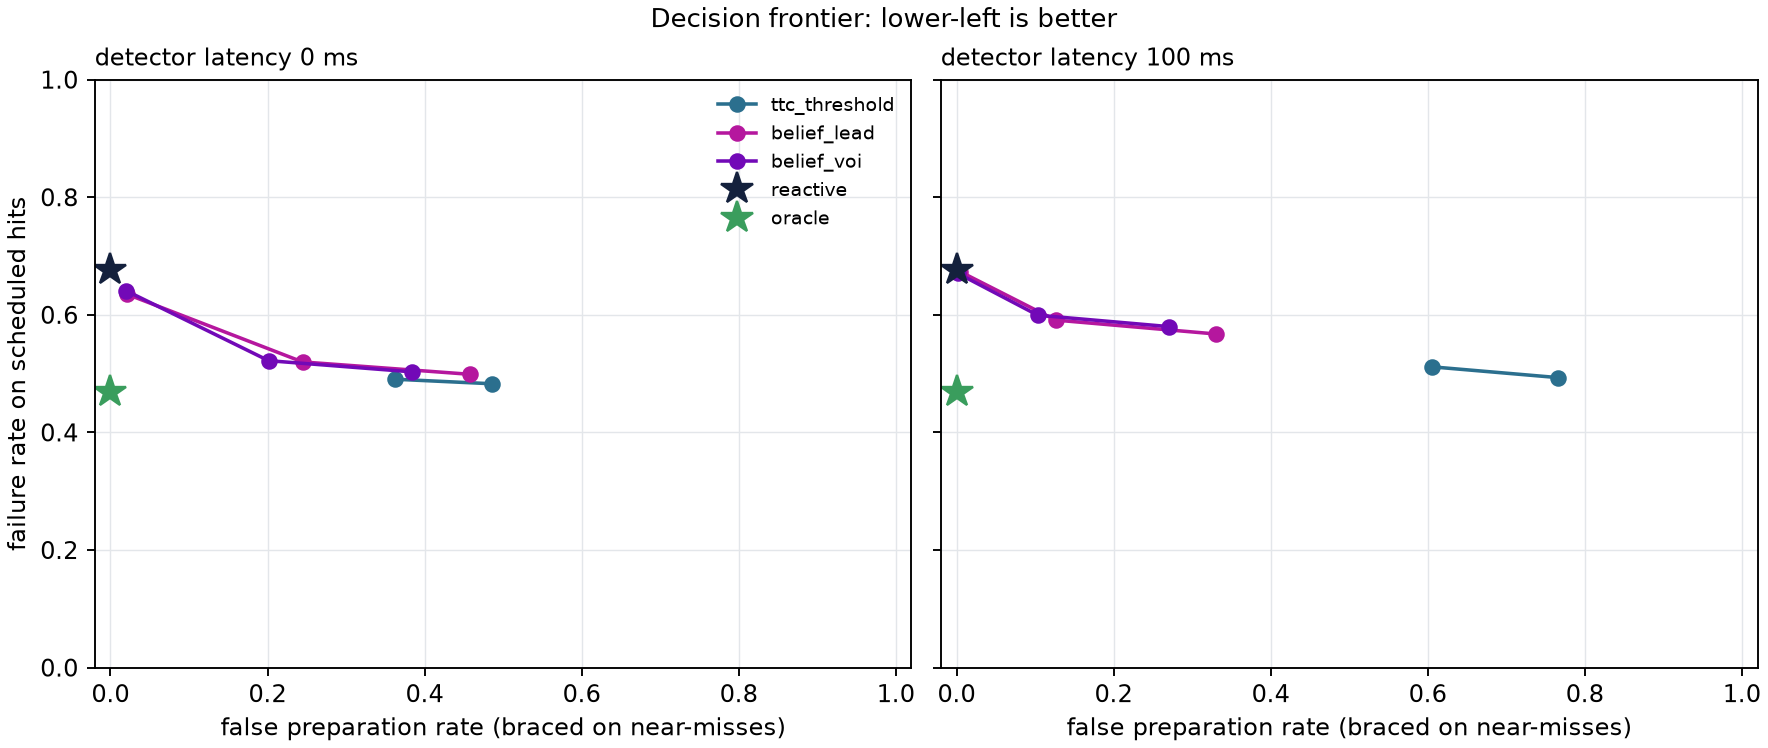 Decision frontier: lower-left is better
detector latency 0 ms
detector latency 100 ms
failure rate on scheduled hits
1.0
0.8
0.6
0.4
0.2
0.0
ttc_threshold
belief_lead
belief_voi
reactive
oracle
0.0 0.2 0.4 0.6 0.8 1.0
0.0 0.2 0.4 0.6 0.8 1.0
false preparation rate (braced on near-misses)
false preparation rate (braced on near-misses)